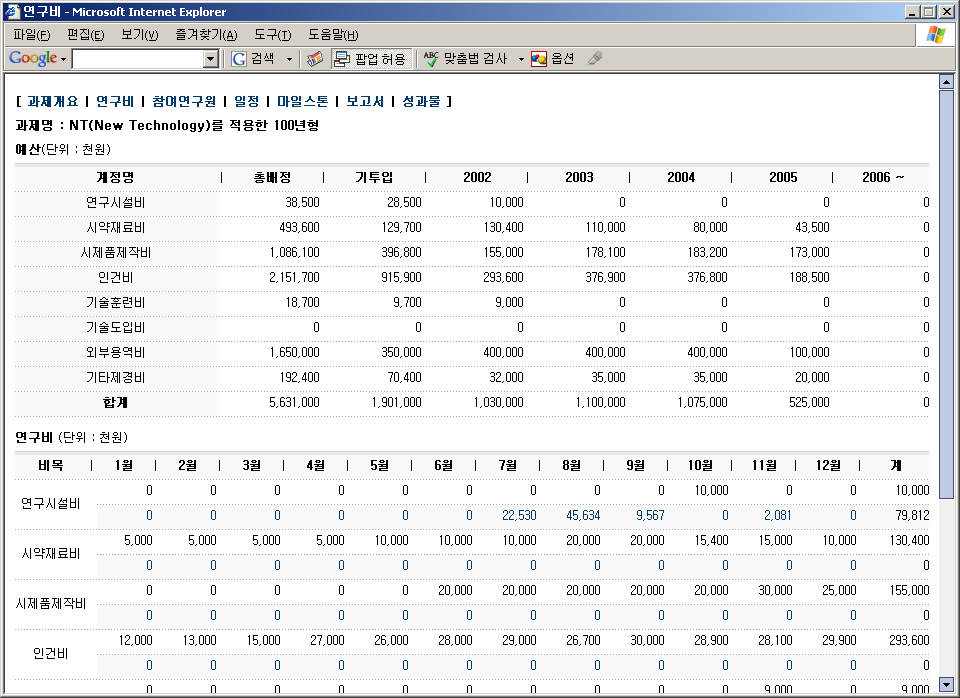 연구비 - Microsoft Internet Explorer
파일(F) 편집(E) 보기(V) 즐겨찾기(A) 도구(T) 도움말(H)
Google 검색 팝업 허용 ABC 맞춤법 검사 옵션
[ 과제개요 | 연구비 | 참여연구원 | 일정 | 마일스톤 | 보고서 | 성과물 ]
과제명 : NT(New Technology)를 적용한 100년형
예산(단위 : 천원)
계정명 | 총배정 | 기투입 | 2002 | 2003 | 2004 | 2005 | 2006 ~
연구시설비 38,500 28,500 10,000 0 0 0 0
시약재료비 493,600 129,700 130,400 110,000 80,000 43,500 0
시제품제작비 1,086,100 396,800 155,000 178,100 183,200 173,000 0
인건비 2,151,700 915,900 293,600 376,900 376,800 188,500 0
기술훈련비 18,700 9,700 9,000 0 0 0 0
기술도입비 0 0 0 0 0 0 0
외부용역비 1,650,000 350,000 400,000 400,000 400,000 100,000 0
기타제경비 192,400 70,400 32,000 35,000 35,000 20,000 0
합계 5,631,000 1,901,000 1,030,000 1,100,000 1,075,000 525,000 0
연구비 (단위 : 천원)
비목 | 1월 | 2월 | 3월 | 4월 | 5월 | 6월 | 7월 | 8월 | 9월 | 10월 | 11월 | 12월 | 계
연구시설비 0 0 0 0 0 0 0 0 0 10,000 0 0 10,000
0 0 0 0 0 0 22,530 45,634 9,567 0 2,081 0 79,812
시약재료비 5,000 5,000 5,000 5,000 10,000 10,000 10,000 20,000 20,000 15,400 15,000 10,000 130,400
0 0 0 0 0 0 0 0 0 0 0 0 0
시제품제작비 0 0 0 0 0 20,000 20,000 20,000 20,000 20,000 30,000 25,000 155,000
0 0 0 0 0 0 0 0 0 0 0 0 0
인건비 12,000 13,000 15,000 27,000 26,000 28,000 29,000 26,700 30,000 28,900 28,100 29,900 293,600
0 0 0 0 0 0 0 0 0 0 0 0 0
0 0 0 0 0 0 0 0 0 0 9,000 0 9,000